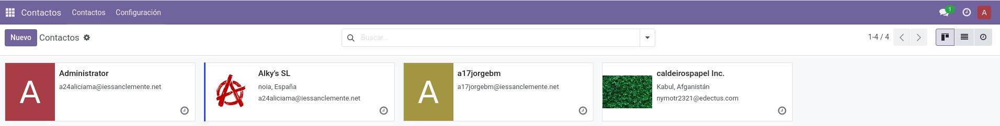 Contactos Contactos Configuración 1 A
Nuevo Contactos Buscar... 1-4 / 4
A
Administrator
a24aliciama@iessanclemente.net
Alky's SL
noia, España
a24aliciama@iessanclemente.net
A
a17jorgebm
a17jorgebm@iessanclemente.net
caldeirospapel Inc.
Kabul, Afganistán
nymotr2321@edectus.com